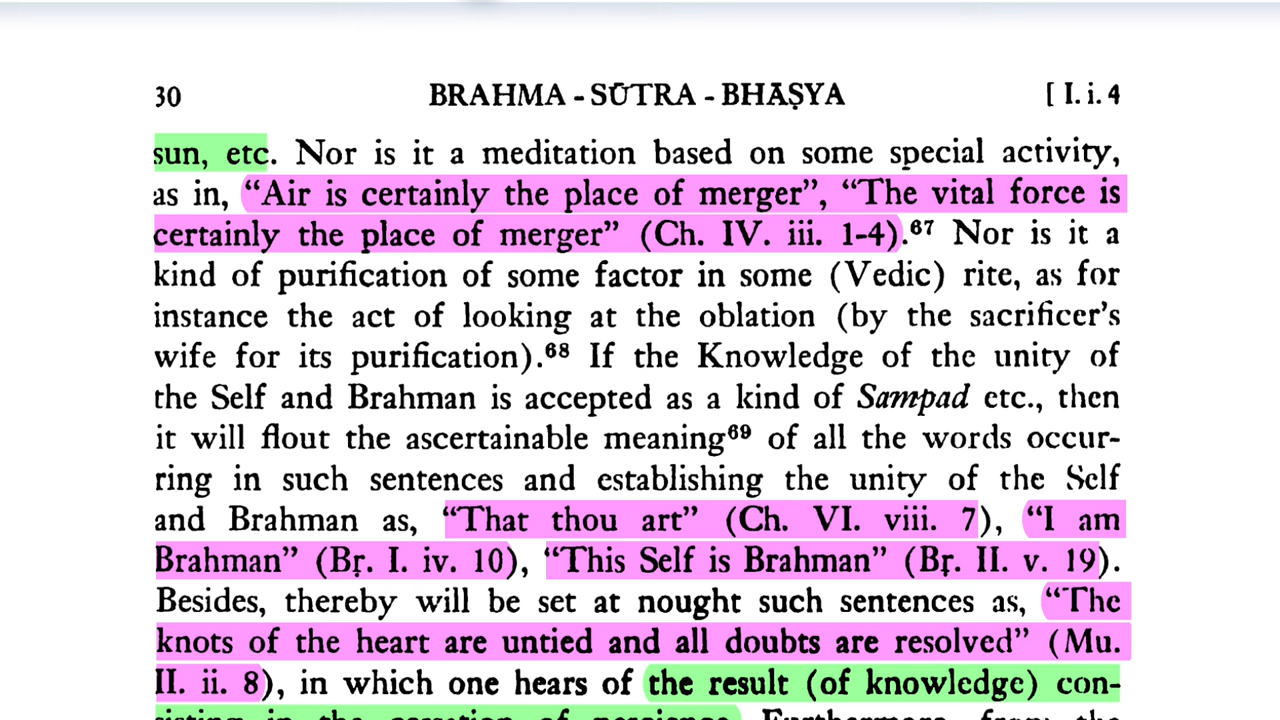 30 BRAHMA - SŪTRA - BHĀṢYA [ I. i. 4
sun, etc. Nor is it a meditation based on some special activity,
as in, “Air is certainly the place of merger”, “The vital force is
certainly the place of merger” (Ch. IV. iii. 1-4).⁶⁷ Nor is it a
kind of purification of some factor in some (Vedic) rite, as for
instance the act of looking at the oblation (by the sacrificer’s
wife for its purification).⁶⁸ If the Knowledge of the unity of
the Self and Brahman is accepted as a kind of Sampad etc., then
it will flout the ascertainable meaning⁶⁹ of all the words occur-
ring in such sentences and establishing the unity of the Self
and Brahman as, “That thou art” (Ch. VI. viii. 7), “I am
Brahman” (Bṛ. I. iv. 10), “This Self is Brahman” (Bṛ. II. v. 19).
Besides, thereby will be set at nought such sentences as, “The
knots of the heart are untied and all doubts are resolved” (Mu.
II. ii. 8), in which one hears of the result (of knowledge) con-